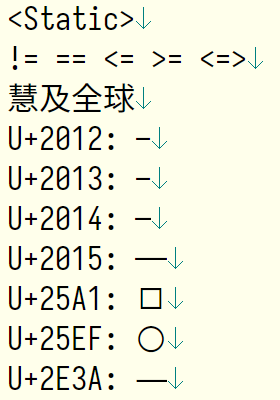 <Static>↓
!= == <= >= <=>↓
慧及全球↓
U+2012: ‒↓
U+2013: –↓
U+2014: —↓
U+2015: ―↓
U+25A1: □↓
U+25EF: ◯↓
U+2E3A: ⸺↓